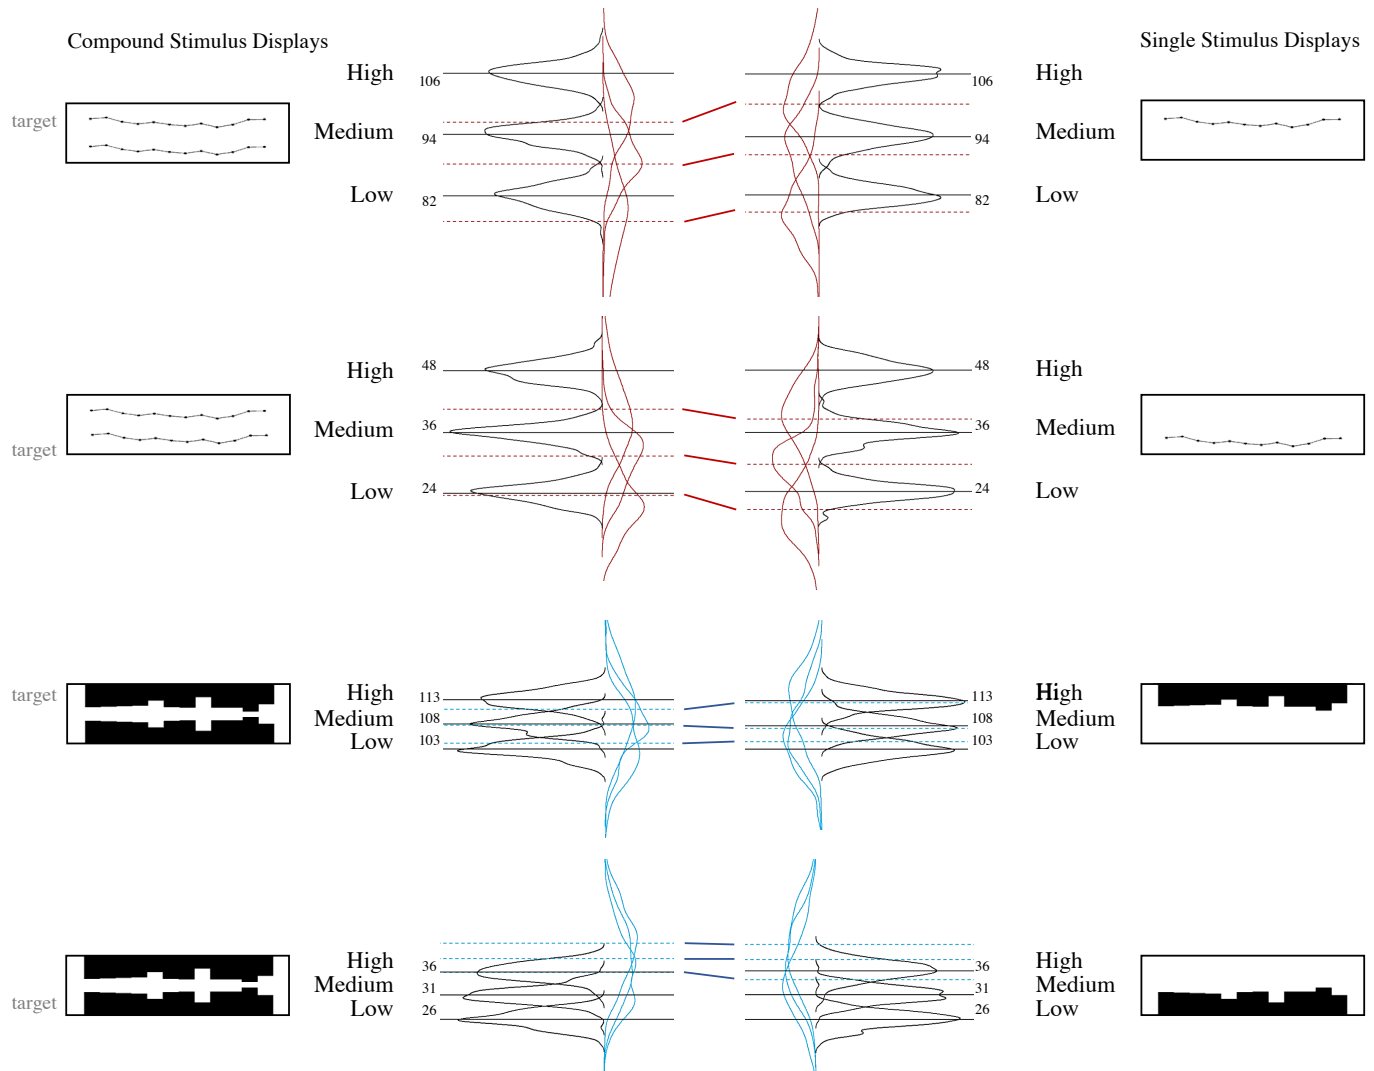 Compound Stimulus Displays
Single Stimulus Displays
High
106
106
High
target
Medium
94
94
Medium
Low
82
82
Low
High
48
48
High
Medium
36
36
Medium
target
Low
24
24
Low
target
High
113
113
High
Medium
108
108
Medium
Low
103
103
Low
High
36
36
High
Medium
31
31
Medium
target
Low
26
26
Low